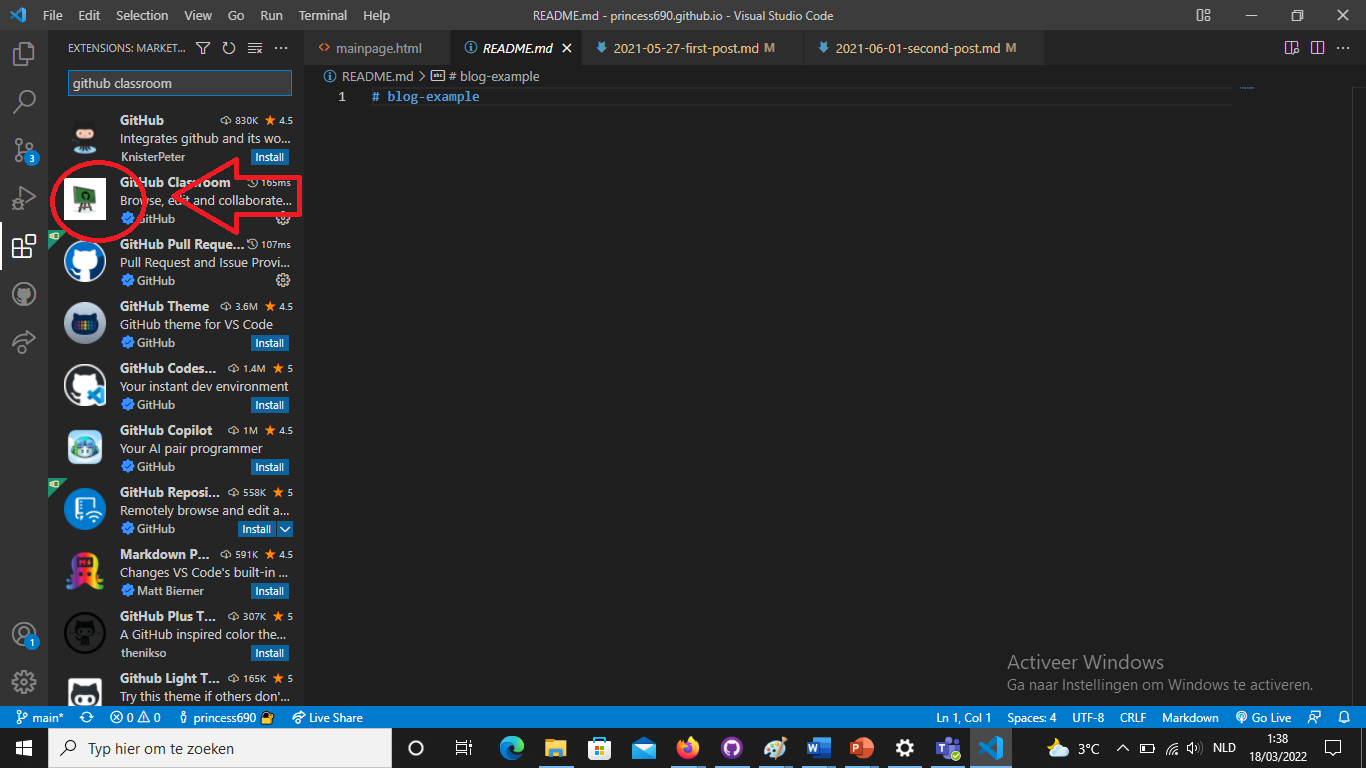 File Edit Selection View Go Run Terminal Help
README.md - princess690.github.io - Visual Studio Code
EXTENSIONS: MARKET...
mainpage.html
README.md
2021-05-27-first-post.md M
2021-06-01-second-post.md M
README.md > # blog-example
github classroom
1 # blog-example
GitHub 830K 4.5
Integrates github and its wo...
KnisterPeter Install
GitHub Classroom 165ms
Browse, edit and collaborate...
GitHub
GitHub Pull Reque... 107ms
Pull Request and Issue Provi...
GitHub
GitHub Theme 3.6M 4.5
GitHub theme for VS Code
GitHub Install
GitHub Codes... 1.4M 5
Your instant dev environment
GitHub Install
GitHub Copilot 1M 4.5
Your AI pair programmer
GitHub Install
GitHub Reposi... 558K 5
Remotely browse and edit a...
GitHub Install
Markdown P... 591K 4.5
Changes VS Code's built-in ...
Matt Bierner Install
GitHub Plus T... 307K 5
A GitHub inspired color the...
thenikso Install
Github Light T... 165K 5
Try this theme if others don'...
3
1
Activeer Windows
Ga naar Instellingen om Windows te activeren.
main* 0 0 princess690 Live Share
Ln 1, Col 1 Spaces: 4 UTF-8 CRLF Markdown Go Live
Typ hier om te zoeken
3°C NLD 1:38
18/03/2022